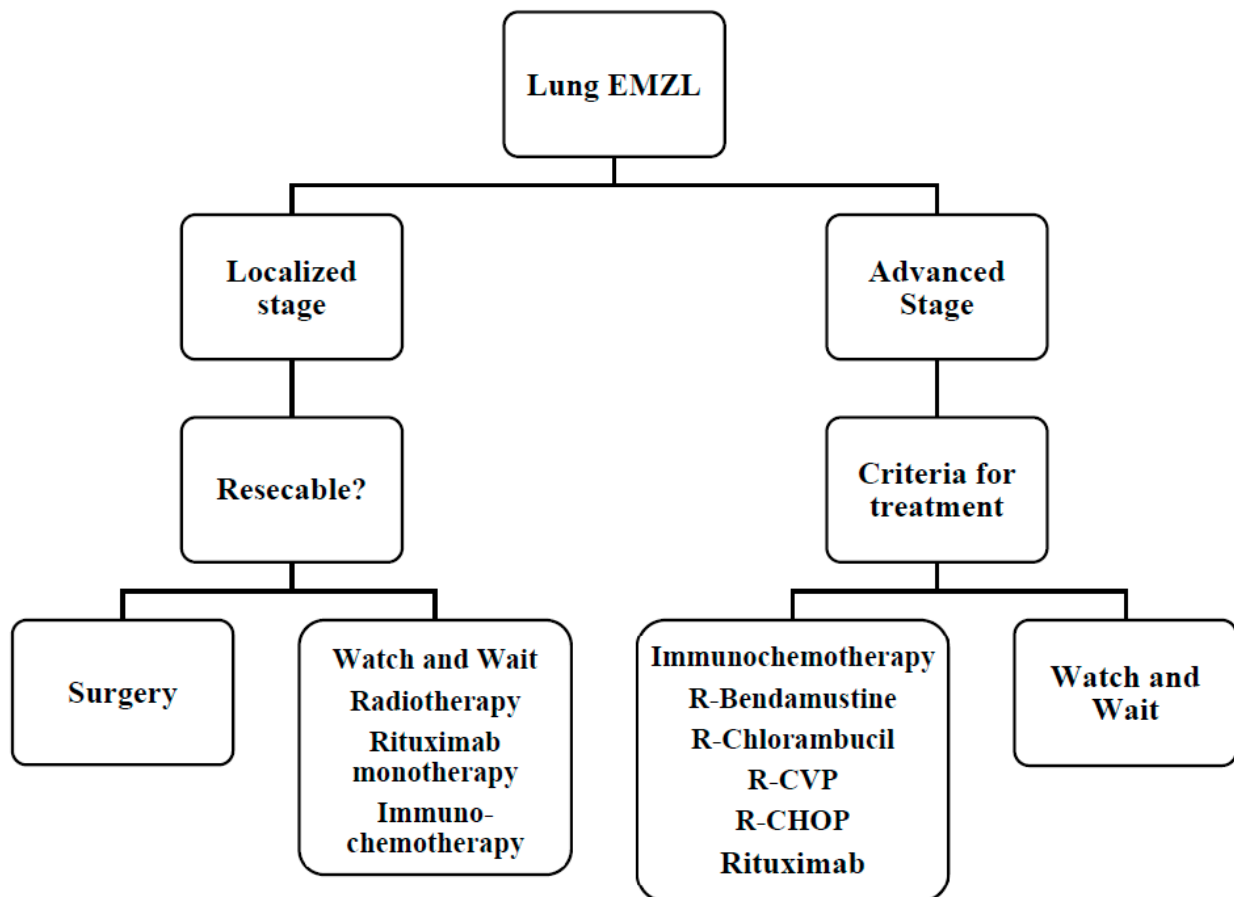 Lung EMZL
Localized
stage
Advanced
Stage
Resecable?
Criteria for
treatment
Surgery
Watch and Wait
Radiotherapy
Rituximab
monotherapy
Immuno-
chemotherapy
Immunochemotherapy
R-Bendamustine
R-Chlorambucil
R-CVP
R-CHOP
Rituximab
Watch and
Wait